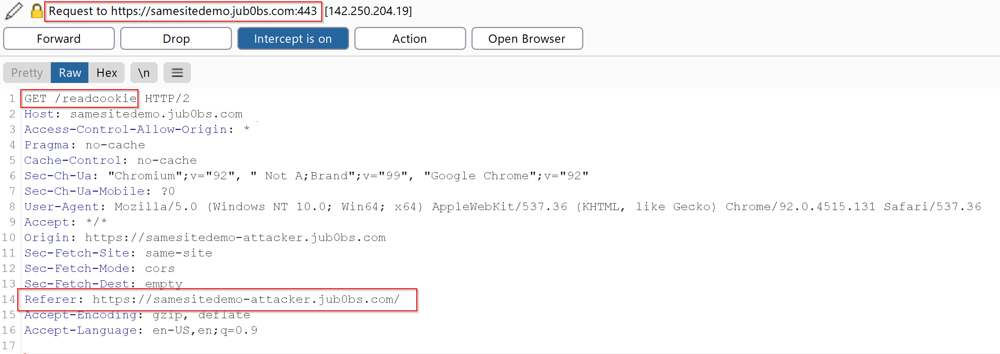 Request to https://samesitedemo.jub0bs.com:443 [142.250.204.19]
Forward Drop Intercept is on Action Open Browser
Pretty Raw Hex \n
1 GET /readcookie HTTP/2
2 Host: samesitedemo.jub0bs.com
3 Access-Control-Allow-Origin: *
4 Pragma: no-cache
5 Cache-Control: no-cache
6 Sec-Ch-Ua: "Chromium";v="92", " Not A;Brand";v="99", "Google Chrome";v="92"
7 Sec-Ch-Ua-Mobile: ?0
8 User-Agent: Mozilla/5.0 (Windows NT 10.0; Win64; x64) AppleWebKit/537.36 (KHTML, like Gecko) Chrome/92.0.4515.131 Safari/537.36
9 Accept: */*
10 Origin: https://samesitedemo-attacker.jub0bs.com
11 Sec-Fetch-Site: same-site
12 Sec-Fetch-Mode: cors
13 Sec-Fetch-Dest: empty
14 Referer: https://samesitedemo-attacker.jub0bs.com/
15 Accept-Encoding: gzip, deflate
16 Accept-Language: en-US,en;q=0.9
17